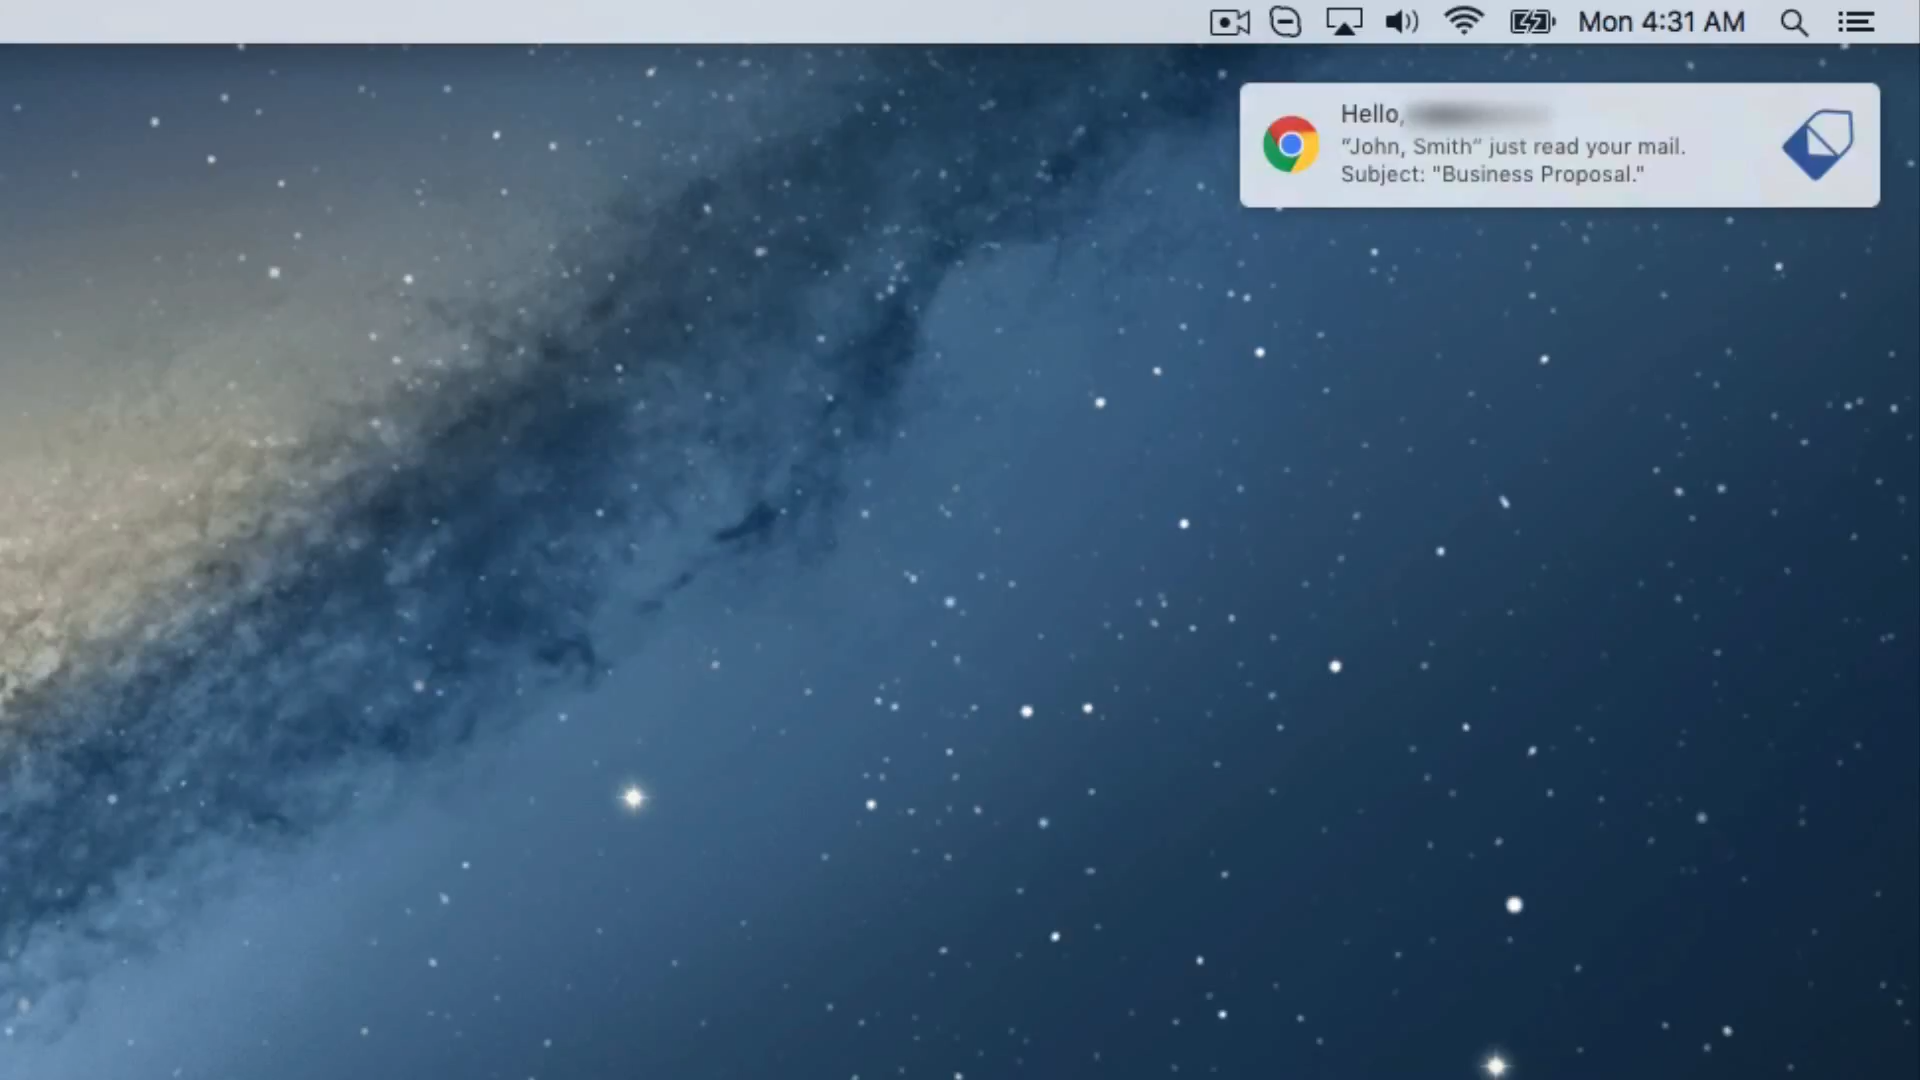 Mon 4:31 AM
Hello,
“John, Smith” just read your mail.
Subject: "Business Proposal."